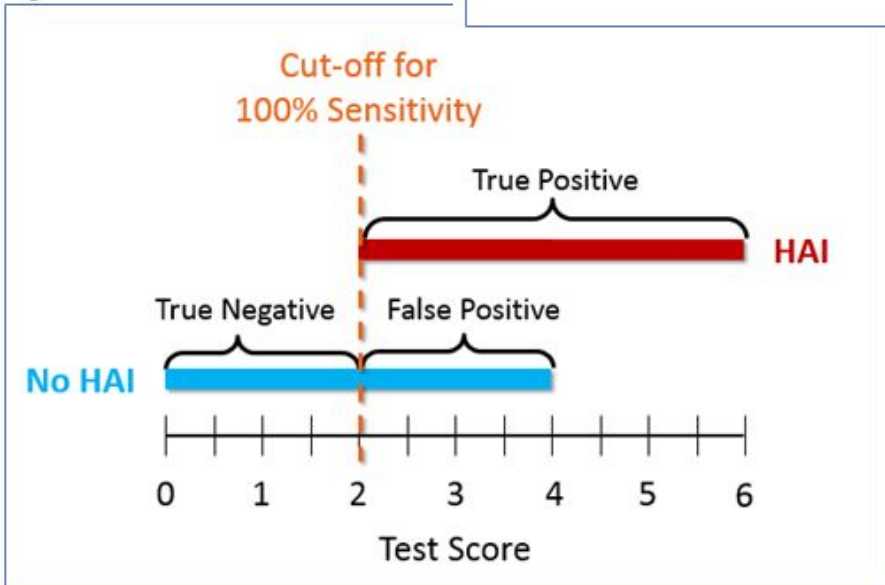 Cut-off for
100% Sensitivity
True Positive
HAI
True Negative
False Positive
No HAI
0 1 2 3 4 5 6
Test Score